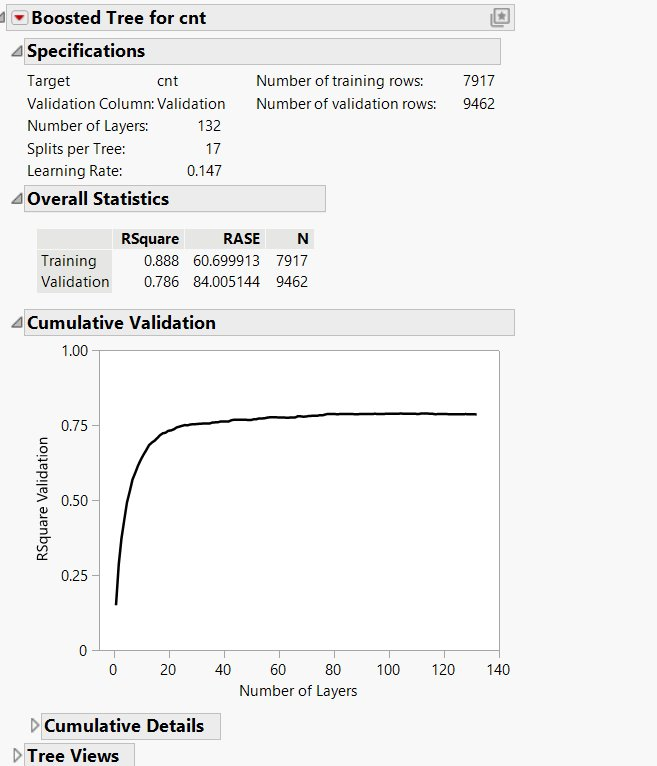 Boosted Tree for cnt
Specifications
Target cnt Number of training rows: 7917
Validation Column: Validation Number of validation rows: 9462
Number of Layers: 132
Splits per Tree: 17
Learning Rate: 0.147
Overall Statistics
RSquare RASE N
Training 0.888 60.699913 7917
Validation 0.786 84.005144 9462
Cumulative Validation
1.00
0.75
0.50
0.25
0
RSquare Validation
0 20 40 60 80 100 120 140
Number of Layers
Cumulative Details
Tree Views